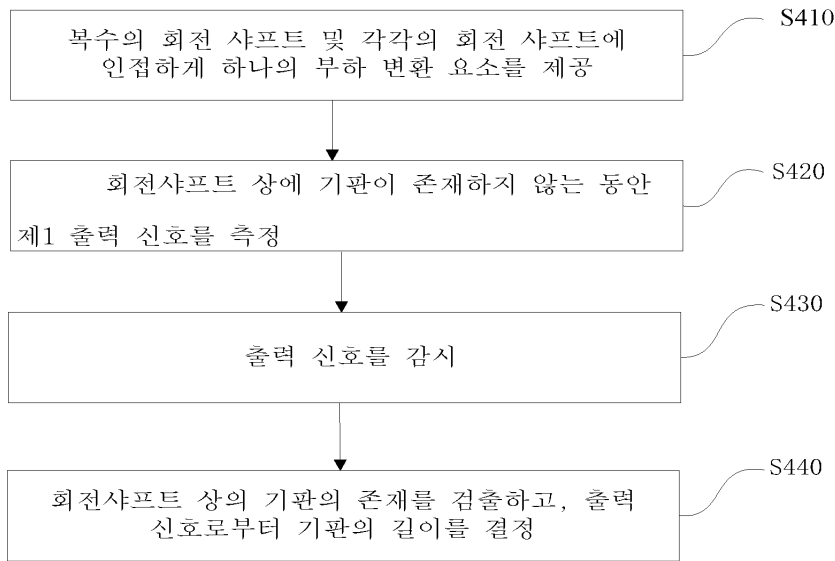 복수의 회전 샤프트 및 각각의 회전 샤프트에
인접하게 하나의 부하 변환 요소를 제공
S410
회전샤프트 상에 기판이 존재하지 않는 동안
제1 출력 신호를 측정
S420
출력 신호를 감시
S430
회전샤프트 상의 기판의 존재를 검출하고, 출력
신호로부터 기판의 길이를 결정
S440